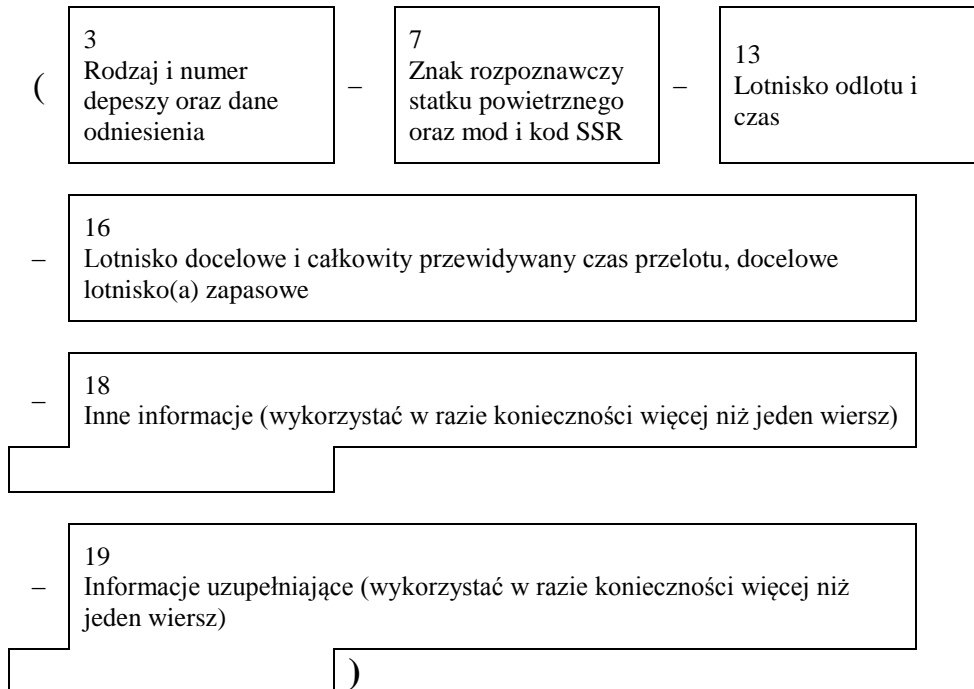 (
3
Rodzaj i numer
depeszy oraz dane
odniesienia
–
7
Znak rozpoznawczy
statku powietrznego
oraz mod i kod SSR
–
13
Lotnisko odlotu i
czas
–
16
Lotnisko docelowe i całkowity przewidywany czas przelotu, docelowe
lotnisko(a) zapasowe
–
18
Inne informacje (wykorzystać w razie konieczności więcej niż jeden wiersz)
–
19
Informacje uzupełniające (wykorzystać w razie konieczności więcej niż
jeden wiersz)
)